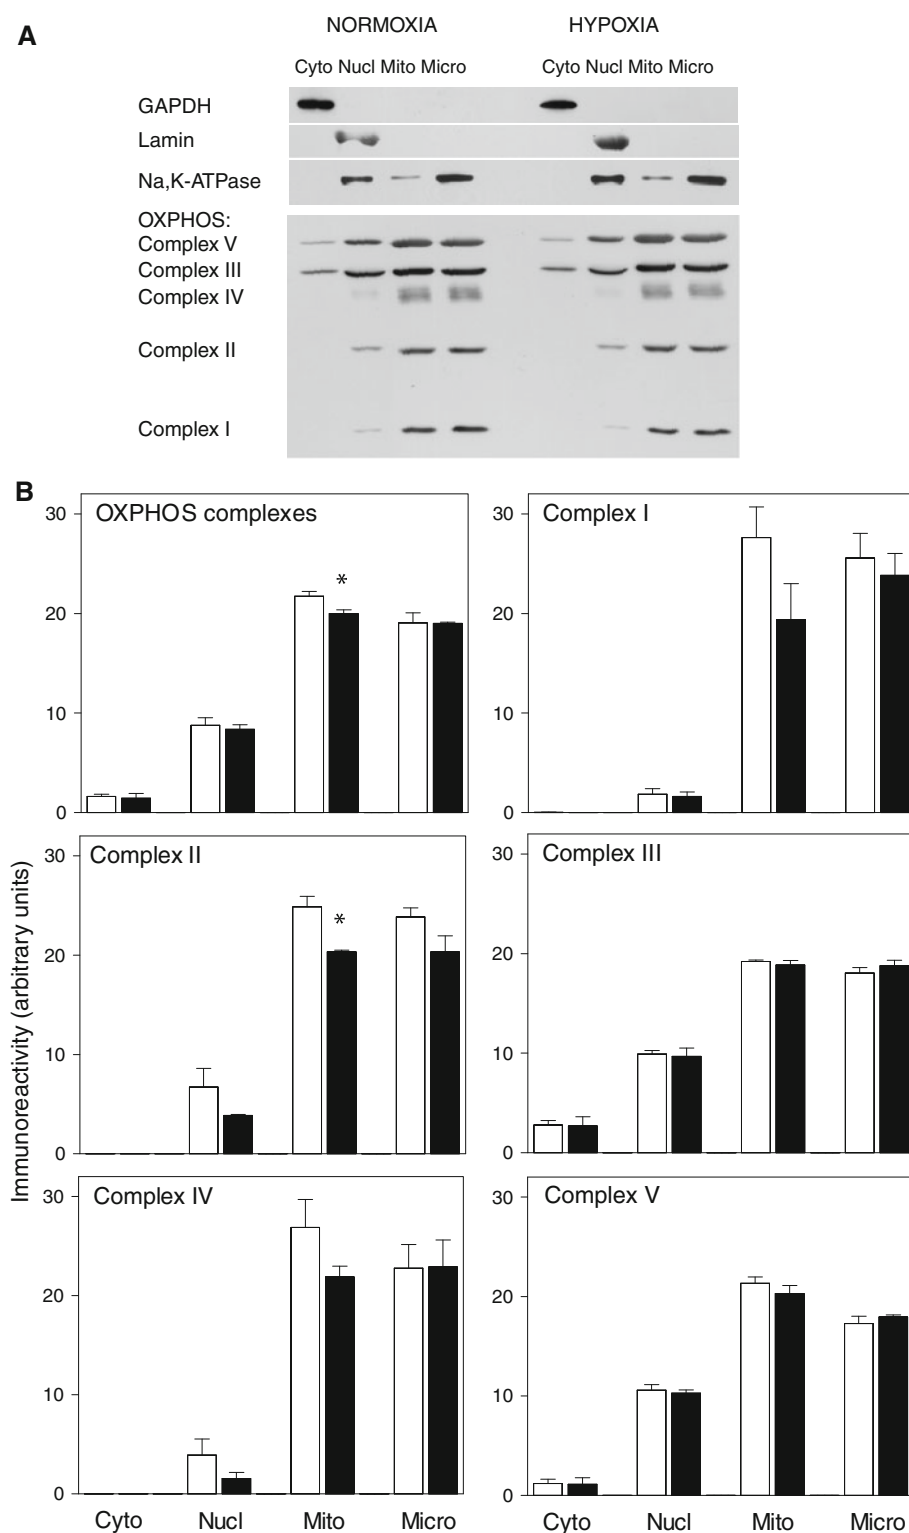 A
NORMOXIA HYPOXIA
Cyto Nucl Mito Micro Cyto Nucl Mito Micro
GAPDH
Lamin
Na,K-ATPase
OXPHOS:
Complex V
Complex III
Complex IV
Complex II
Complex I
B
Immunoreactivity (arbitrary units)
OXPHOS complexes
30
20
10
0
*
Complex I
30
20
10
0
Complex II
30
20
10
0
*
Complex III
30
20
10
0
Complex IV
30
20
10
0
Complex V
30
20
10
0
Cyto Nucl Mito Micro Cyto Nucl Mito Micro